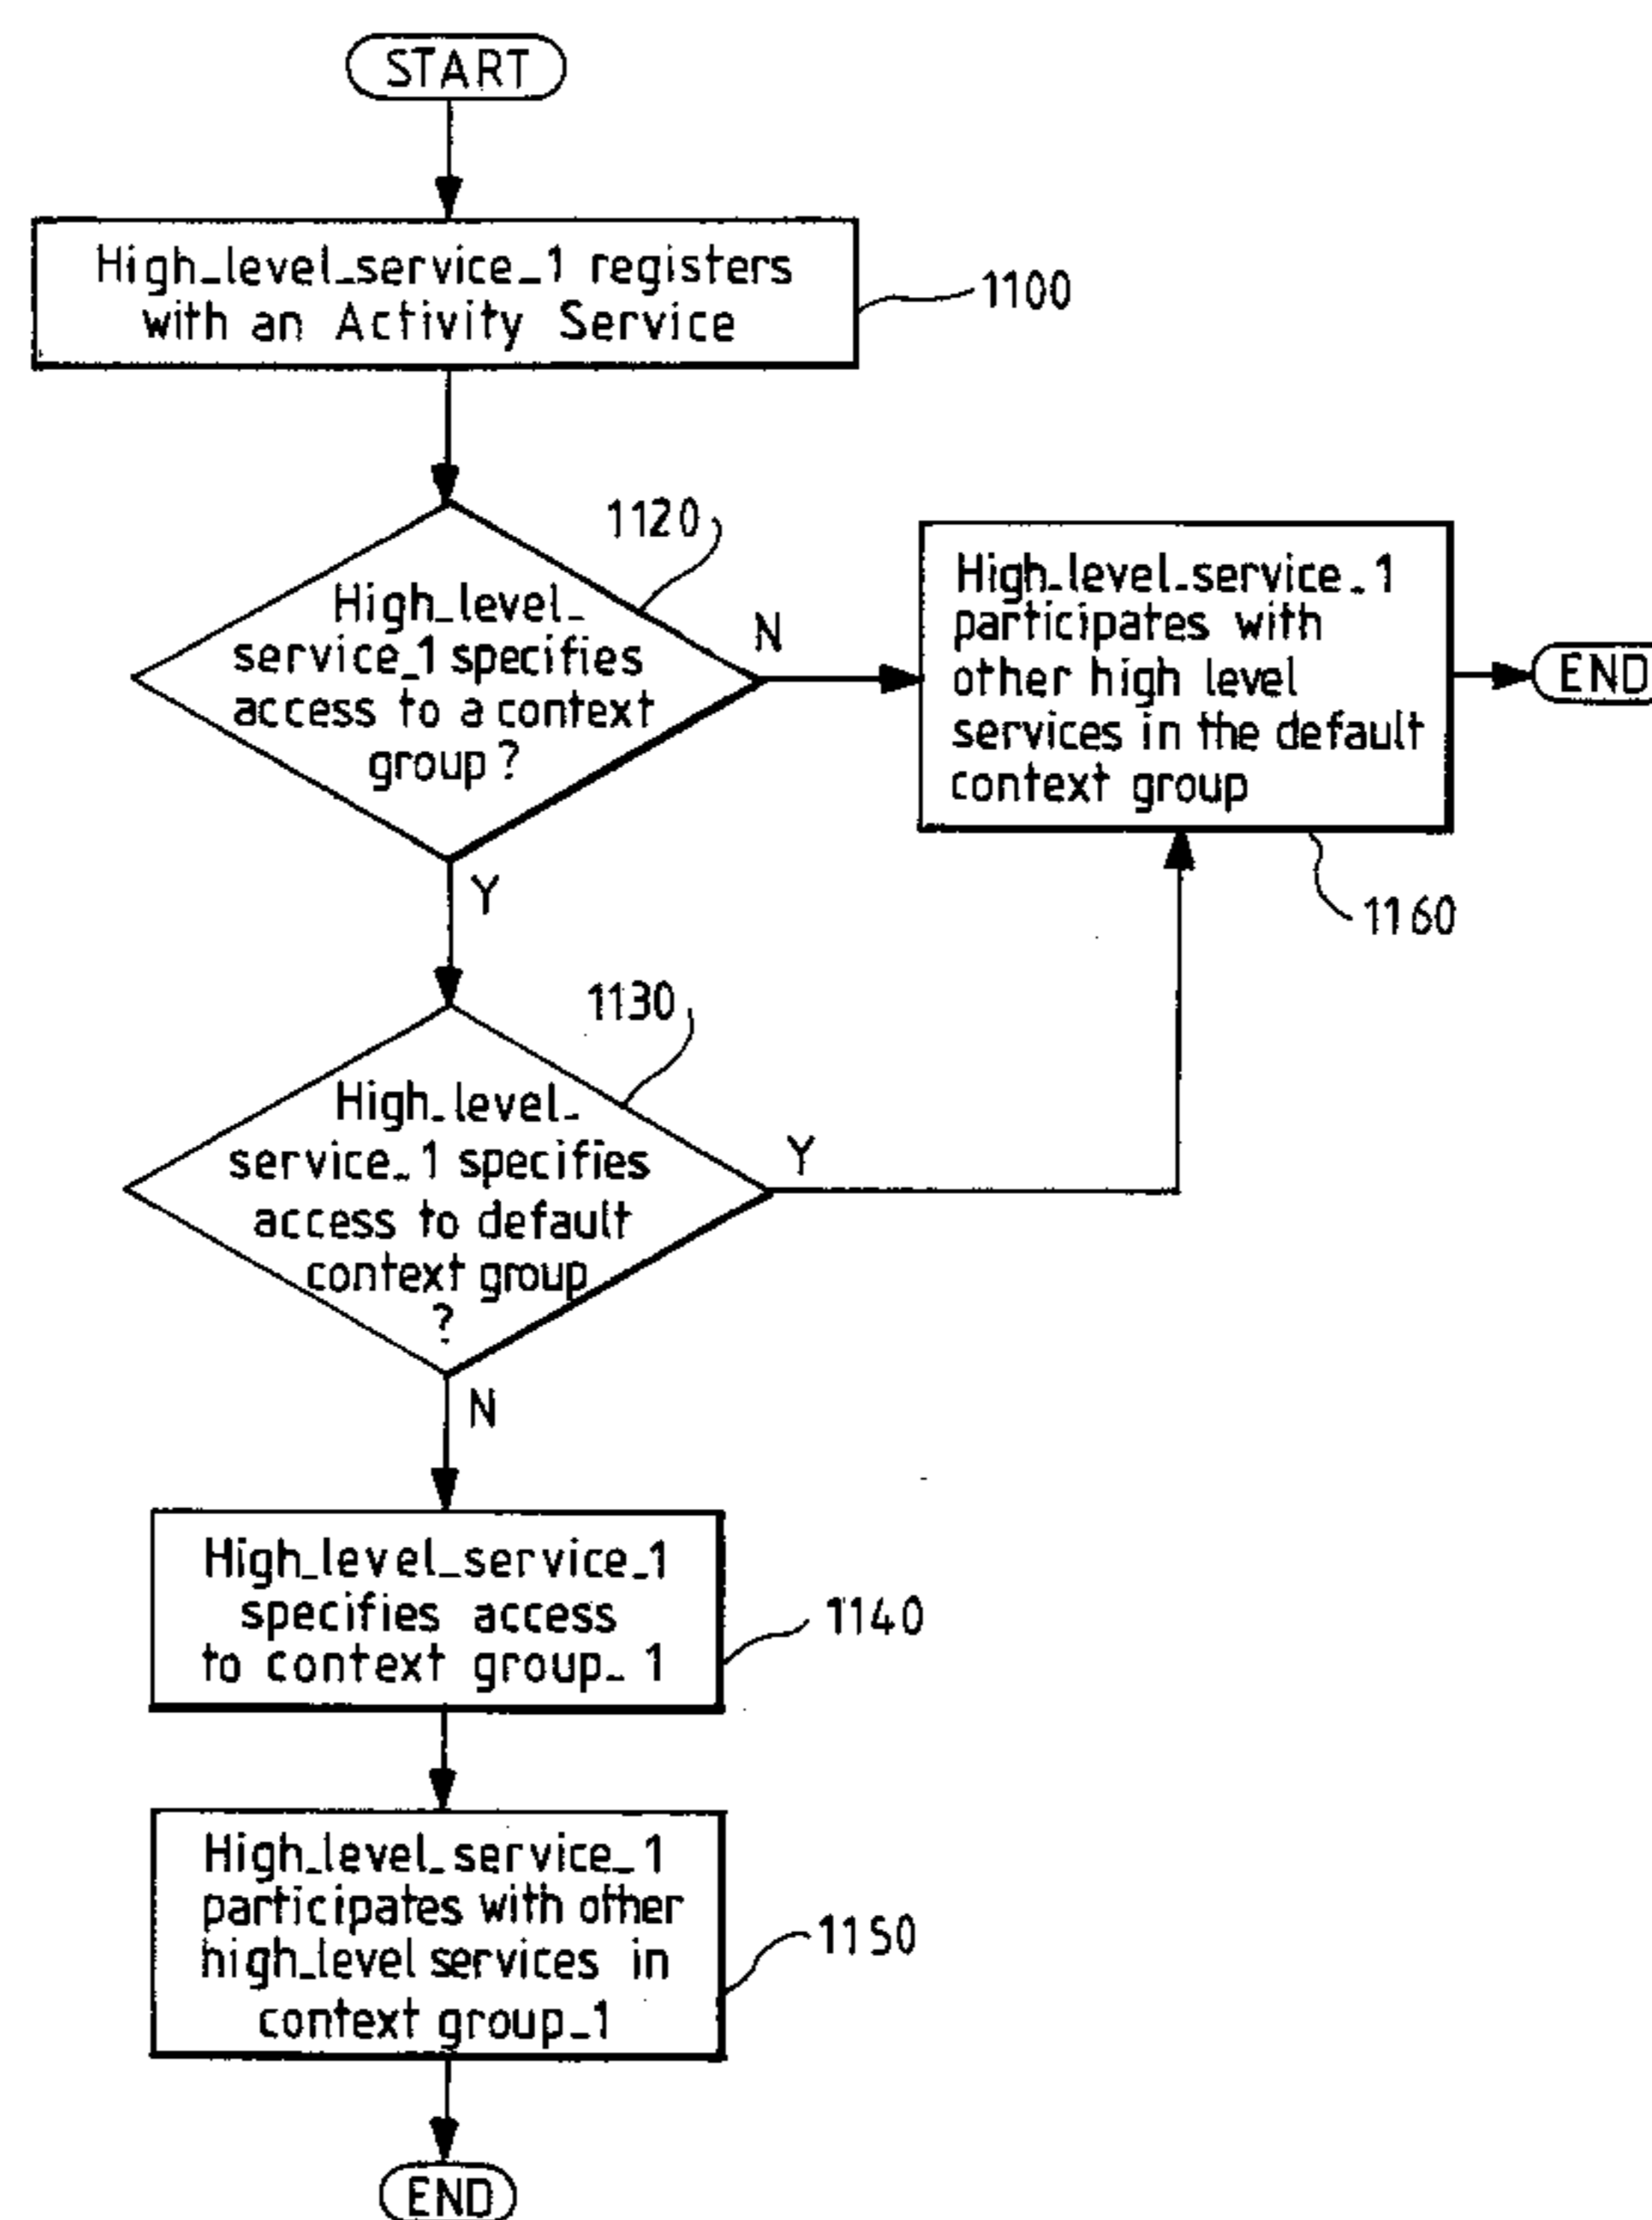 START
High_level_service_1 registers
with an Activity Service
1100
1120
High_level_
service_1 specifies
access to a context
group?
N
High_level_service_1
participates with
other high level
services in the default
context group
END
Y
1160
1130
High_level_
service_1 specifies
access to default
context group
?
Y
N
High_level_service_1
specifies access
to context group_1
1140
High_level_service_1
participates with other
high_level services in
context group_1
1150
END